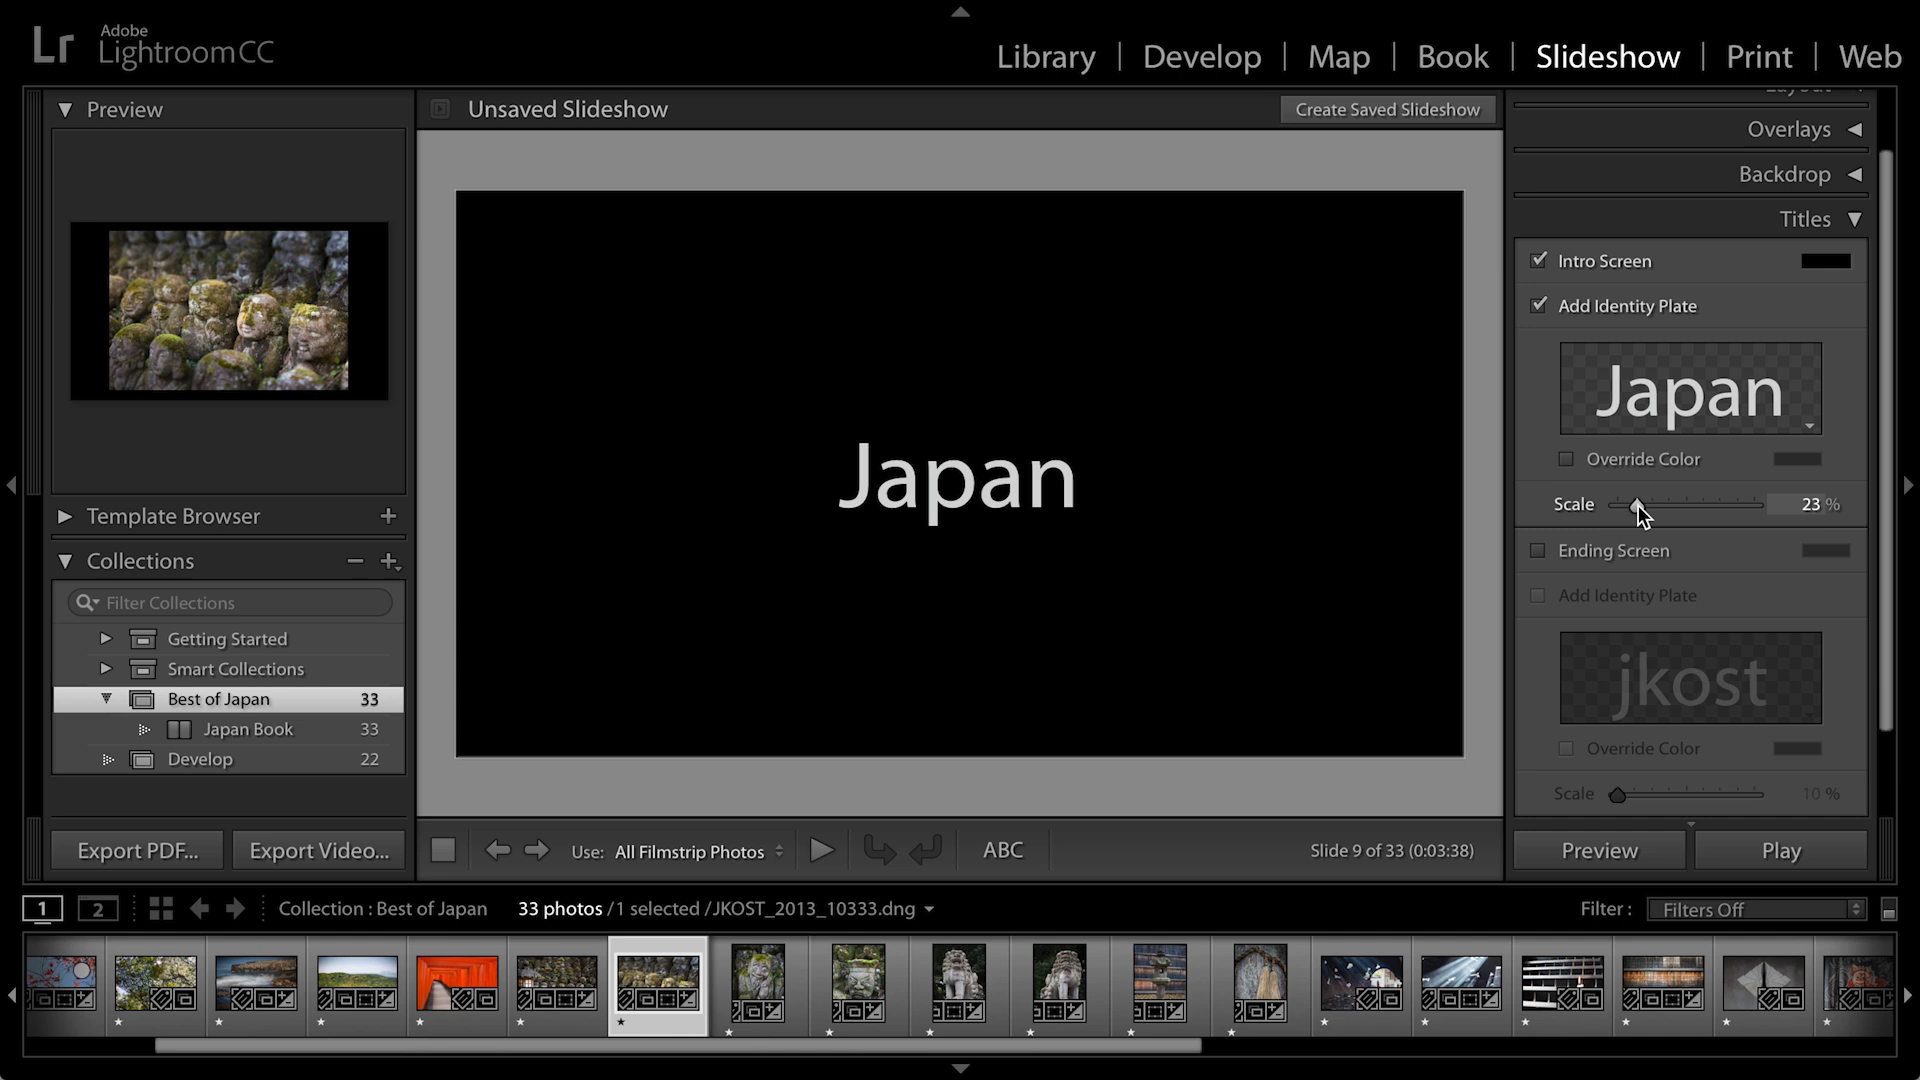 Lr Adobe
LightroomCC
Library | Develop | Map | Book | Slideshow | Print | Web
Preview
Unsaved Slideshow
Create Saved Slideshow
Layout
Overlays
Backdrop
Titles
Intro Screen
Add Identity Plate
Japan
Override Color
Scale 23 %
Ending Screen
Add Identity Plate
jkost
Override Color
Scale 10 %
Japan
Template Browser +
Collections − +
Filter Collections
Getting Started
Smart Collections
Best of Japan 33
Japan Book 33
Develop 22
Export PDF...
Export Video...
Use: All Filmstrip Photos
ABC
Slide 9 of 33 (0:03:38)
Preview
Play
1 2
Collection : Best of Japan 33 photos / 1 selected / JKOST_2013_10333.dng
Filter : Filters Off